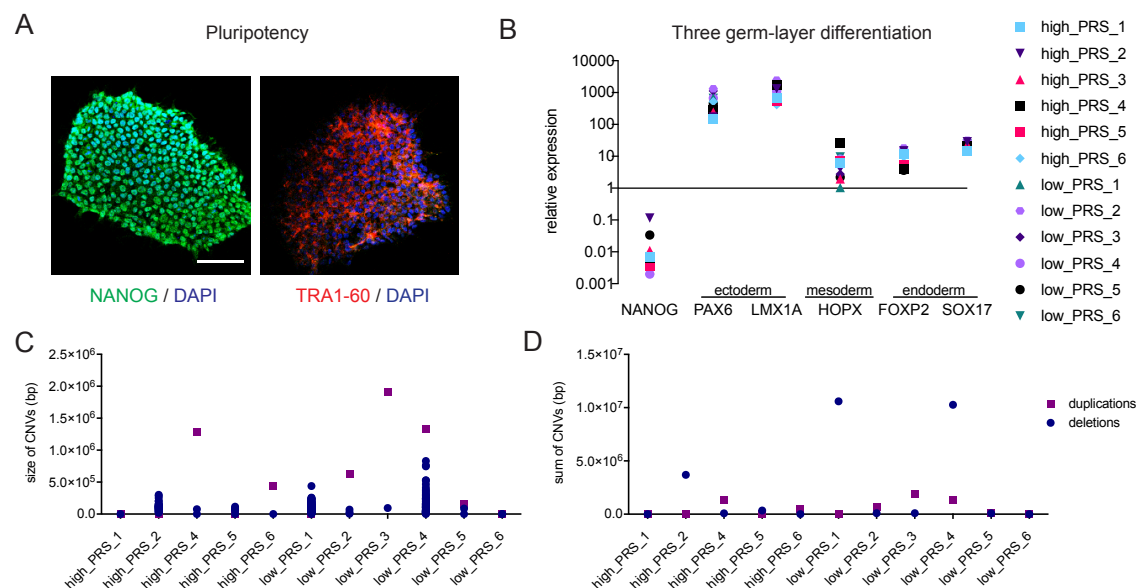 A
Pluripotency
NANOG / DAPI
TRA1-60 / DAPI
B
Three germ-layer differentiation
relative expression
10000
1000
100
10
1
0.1
0.01
0.001
ectoderm
mesoderm
endoderm
NANOG
PAX6
LMX1A
HOPX
FOXP2
SOX17
high_PRS_1
high_PRS_2
high_PRS_3
high_PRS_4
high_PRS_5
high_PRS_6
low_PRS_1
low_PRS_2
low_PRS_3
low_PRS_4
low_PRS_5
low_PRS_6
C
size of CNVs (bp)
2.5×10⁶
2.0×10⁶
1.5×10⁶
1.0×10⁶
5.0×10⁵
0.0
high_PRS_1
high_PRS_2
high_PRS_4
high_PRS_5
high_PRS_6
low_PRS_1
low_PRS_2
low_PRS_3
low_PRS_4
low_PRS_5
low_PRS_6
D
sum of CNVs (bp)
1.5×10⁷
1.0×10⁷
5.0×10⁶
0.0
high_PRS_1
high_PRS_2
high_PRS_4
high_PRS_5
high_PRS_6
low_PRS_1
low_PRS_2
low_PRS_3
low_PRS_4
low_PRS_5
low_PRS_6
duplications
deletions